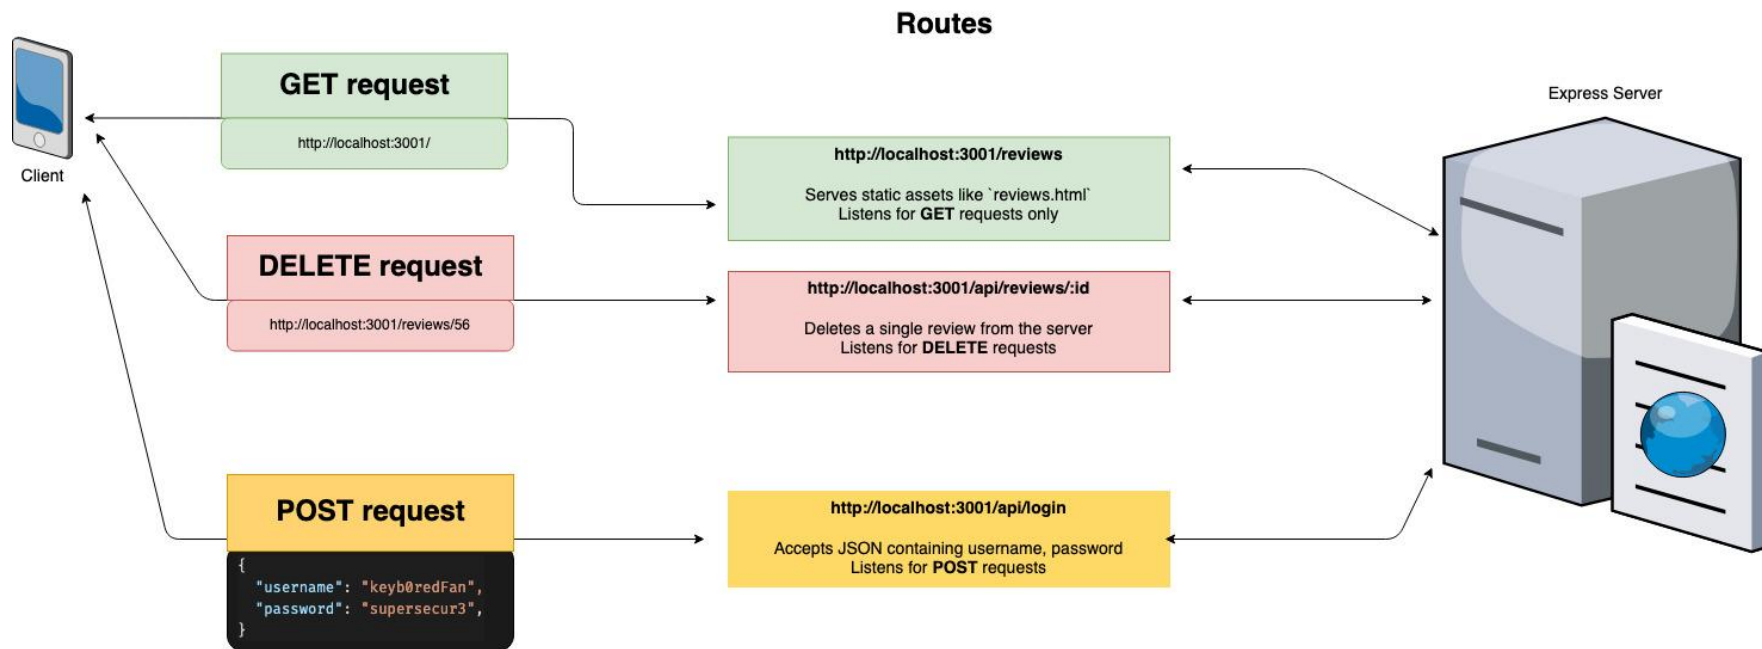 Routes
Client
GET request
http://localhost:3001/
http://localhost:3001/reviews
Serves static assets like `reviews.html`
Listens for GET requests only
Express Server
DELETE request
http://localhost:3001/reviews/56
http://localhost:3001/api/reviews/:id
Deletes a single review from the server
Listens for DELETE requests
POST request
{
"username": "keyb0redFan",
"password": "supersecur3",
}
http://localhost:3001/api/login
Accepts JSON containing username, password
Listens for POST requests